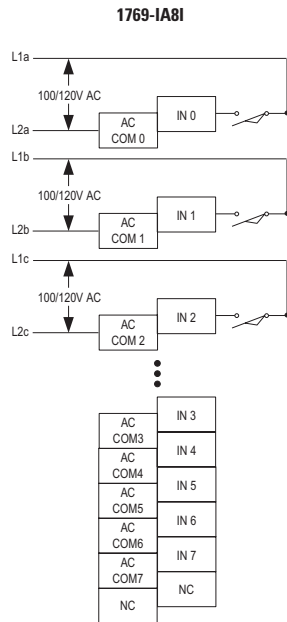 1769-IA8I
L1a
100/120V AC
IN 0
AC
COM 0
L2a
L1b
100/120V AC
IN 1
AC
COM 1
L2b
L1c
100/120V AC
IN 2
AC
COM 2
L2c
IN 3
AC
COM3
IN 4
AC
COM4
IN 5
AC
COM5
IN 6
AC
COM6
IN 7
AC
COM7
NC
NC